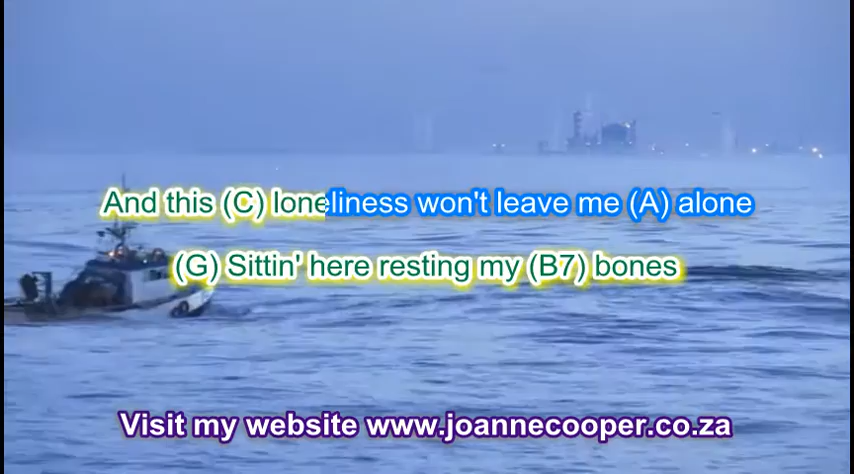 And this (C) loneliness won't leave me (A) alone
(G) Sittin' here resting my (B7) bones
Visit my website www.joannecooper.co.za